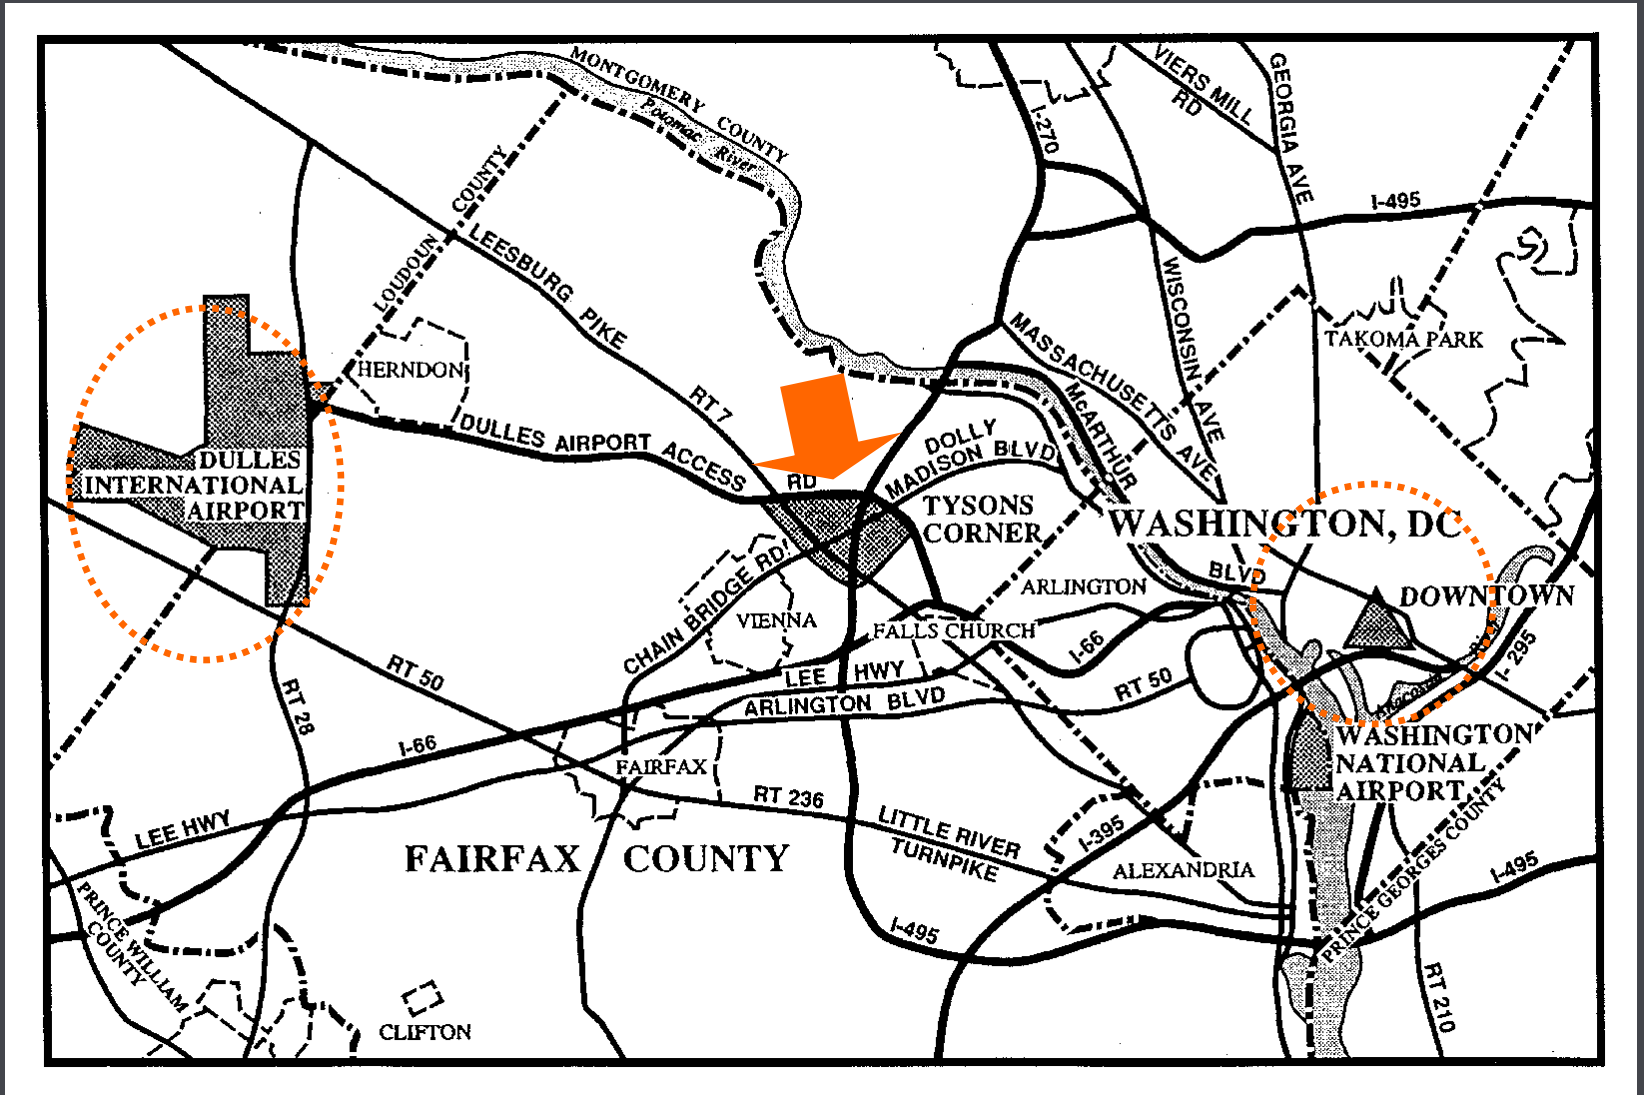 MONTGOMERY COUNTY
Potomac River
VIERS MILL
RD
GEORGIA AVE
I-270
I-495
LOUDOUN COUNTY
LEESBURG PIKE
RT 7
WISCONSIN AVE
MASSACHUSETTS AVE
McARTHUR
BLVD
TAKOMA PARK
HERNDON
DULLES AIRPORT ACCESS RD
DOLLY
MADISON BLVD
DULLES
INTERNATIONAL
AIRPORT
TYSONS
CORNER
WASHINGTON, DC
ARLINGTON
DOWNTOWN
CHAIN BRIDGE RD
VIENNA
FALLS CHURCH
I-66
RT 50
I-295
Anacostia
LEE HWY
ARLINGTON BLVD
RT 50
RT 28
I-66
FAIRFAX
WASHINGTON
NATIONAL
AIRPORT
RT 236
LITTLE RIVER
TURNPIKE
I-395
LEE HWY
FAIRFAX COUNTY
ALEXANDRIA
PRINCE GEORGES COUNTY
I-495
I-495
PRINCE WILLIAM
COUNTY
CLIFTON
RT 210